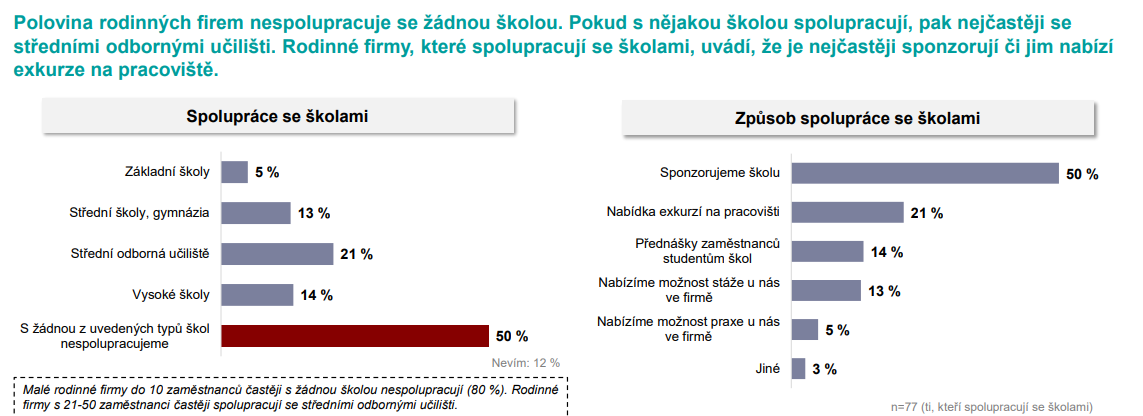 Polovina rodinných firem nespolupracuje se žádnou školou. Pokud s nějakou školou spolupracují, pak nejčastěji se
středními odbornými učilišti. Rodinné firmy, které spolupracují se školami, uvádí, že je nejčastěji sponzorují či jim nabízí
exkurze na pracoviště.
Spolupráce se školami
Základní školy 5 %
Střední školy, gymnázia 13 %
Střední odborná učiliště 21 %
Vysoké školy 14 %
S žádnou z uvedených typů škol
nespolupracujeme 50 %
Nevím: 12 %
Malé rodinné firmy do 10 zaměstnanců častěji s žádnou školou nespolupracují (80 %). Rodinné
firmy s 21-50 zaměstnanci častěji spolupracují se středními odbornými učilišti.
Způsob spolupráce se školami
Sponzorujeme školu 50 %
Nabídka exkurzí na pracovišti 21 %
Přednášky zaměstnanců
studentům škol 14 %
Nabízíme možnost stáže u nás
ve firmě 13 %
Nabízíme možnost praxe u nás
ve firmě 5 %
Jiné 3 %
n=77 (ti, kteří spolupracují se školami)